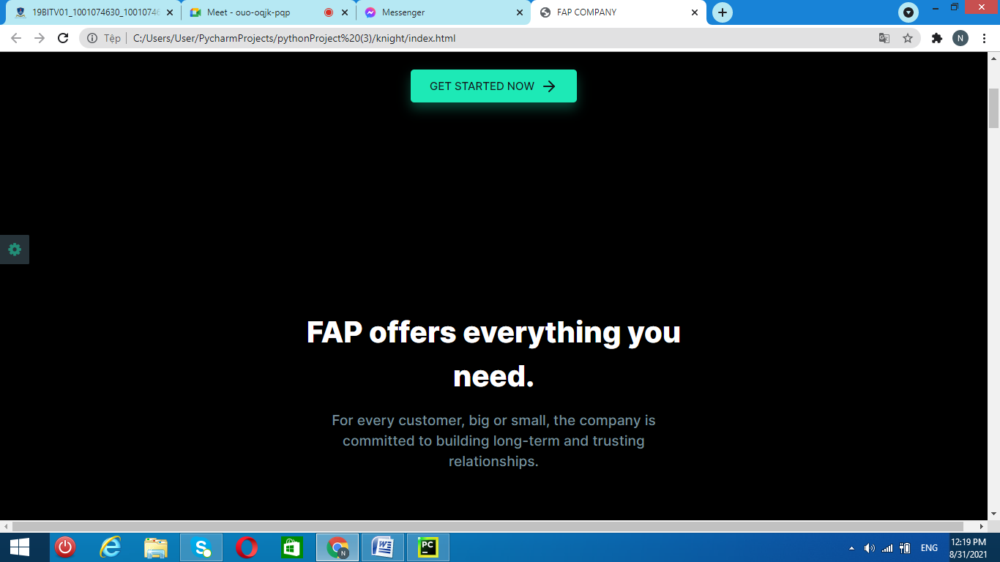 19BITV01_1001074630_1001074
Meet - ouo-oqjk-pqp
Messenger
FAP COMPANY
Tệp
C:/Users/User/PycharmProjects/pythonProject%20(3)/knight/index.html
N
GET STARTED NOW
FAP offers everything you
need.
For every customer, big or small, the company is
committed to building long-term and trusting
relationships.
N
PC
ENG
12:19 PM
8/31/2021